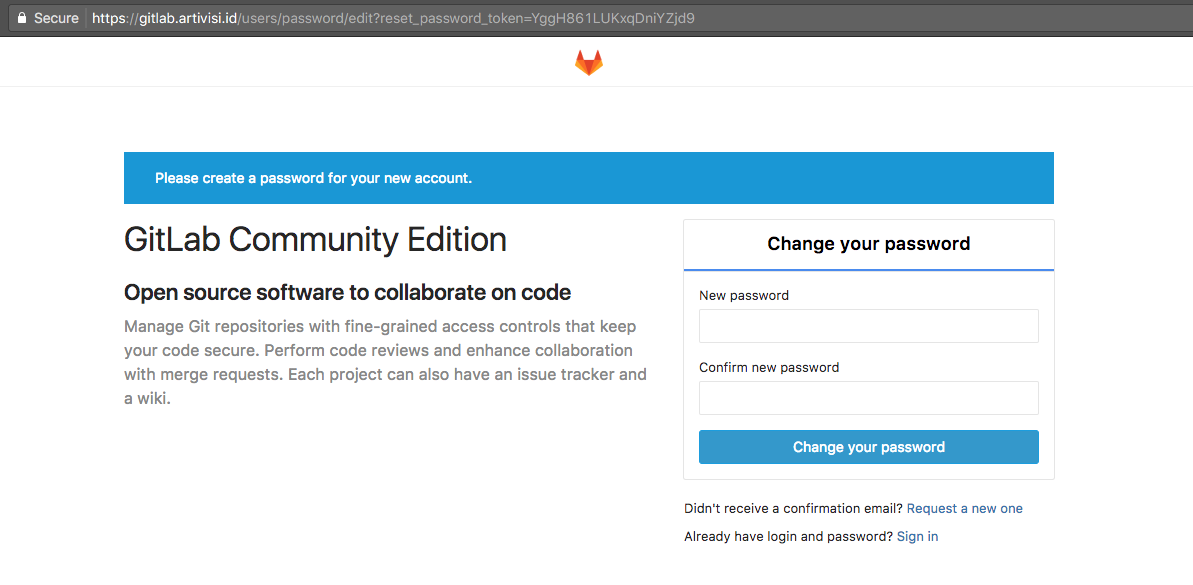 Secure https://gitlab.artivisi.id/users/password/edit?reset_password_token=YggH861LUKxqDniYZjd9
Please create a password for your new account.
GitLab Community Edition
Open source software to collaborate on code
Manage Git repositories with fine-grained access controls that keep
your code secure. Perform code reviews and enhance collaboration
with merge requests. Each project can also have an issue tracker and
a wiki.
Change your password
New password
Confirm new password
Change your password
Didn't receive a confirmation email? Request a new one
Already have login and password? Sign in